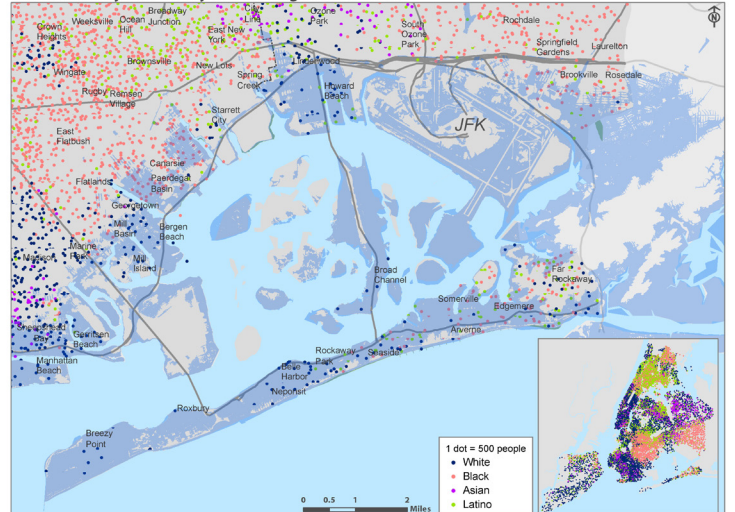 City
Line
Broadway
Junction
Ocean
Hill
Weeksville
Ozone
Park
Crown
Heights
East New
York
South
Ozone
Park
Rochdale
Springfield
Gardens
Laurelton
Brownsville
New Lots
Lindenwood
Wingate
Spring
Creek
Howard
Beach
Brookville
Rosedale
Rugby
Remsen
Village
Starrett
City
JFK
East
Flatbush
Canarsie
Flatlands
Paerdegat
Basin
Georgetown
Mill
Basin
Bergen
Beach
Marine
Park
Madison
Mill
Island
Broad
Channel
Far
Rockaway
Somerville
Edgemere
Sheepshead
Bay
Gerritsen
Beach
Arverne
Manhattan
Beach
Rockaway
Park
Seaside
Belle
Harbor
Neponsit
Roxbury
Breezy
Point
1 dot = 500 people
White
Black
Asian
Latino
0 0.5 1 2
Miles
N